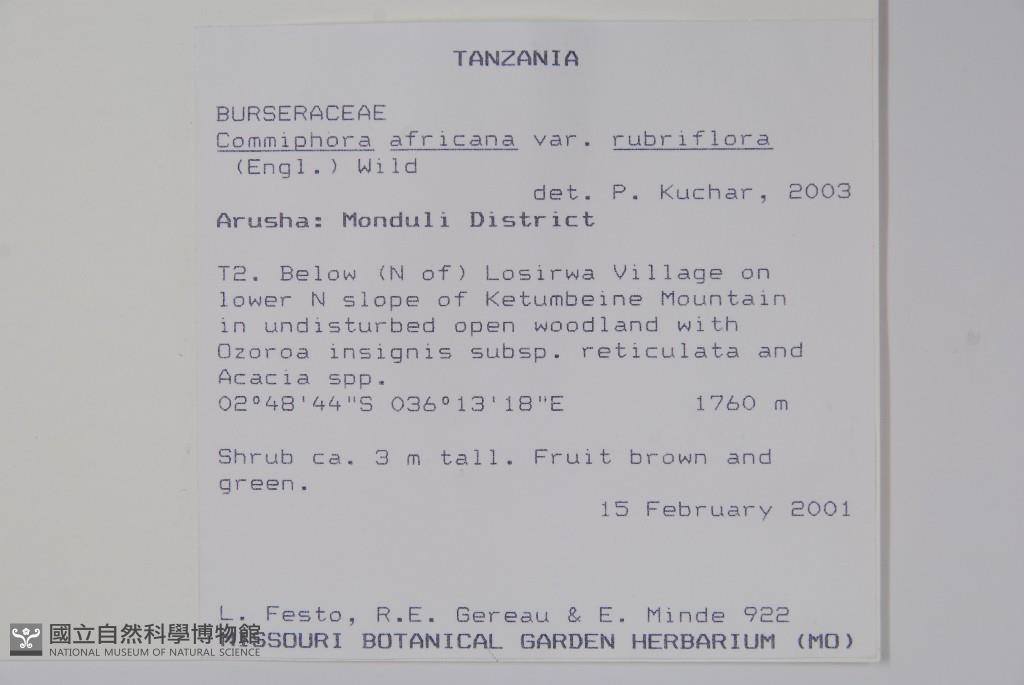 TANZANIA
BURSERACEAE
Commiphora africana var. rubriflora
(Engl.) Wild
det. P. Kuchar, 2003
Arusha: Monduli District
T2. Below (N of) Losirwa Village on
lower N slope of Ketumbeine Mountain
in undisturbed open woodland with
Ozoroa insignis subsp. reticulata and
Acacia spp.
02°48'44"S 036°13'18"E 1760 m
Shrub ca. 3 m tall. Fruit brown and
green.
15 February 2001
L. Festo, R.E. Gereau & E. Minde 922
MISSOURI BOTANICAL GARDEN HERBARIUM (MO)
國立自然科學博物館
NATIONAL MUSEUM OF NATURAL SCIENCE